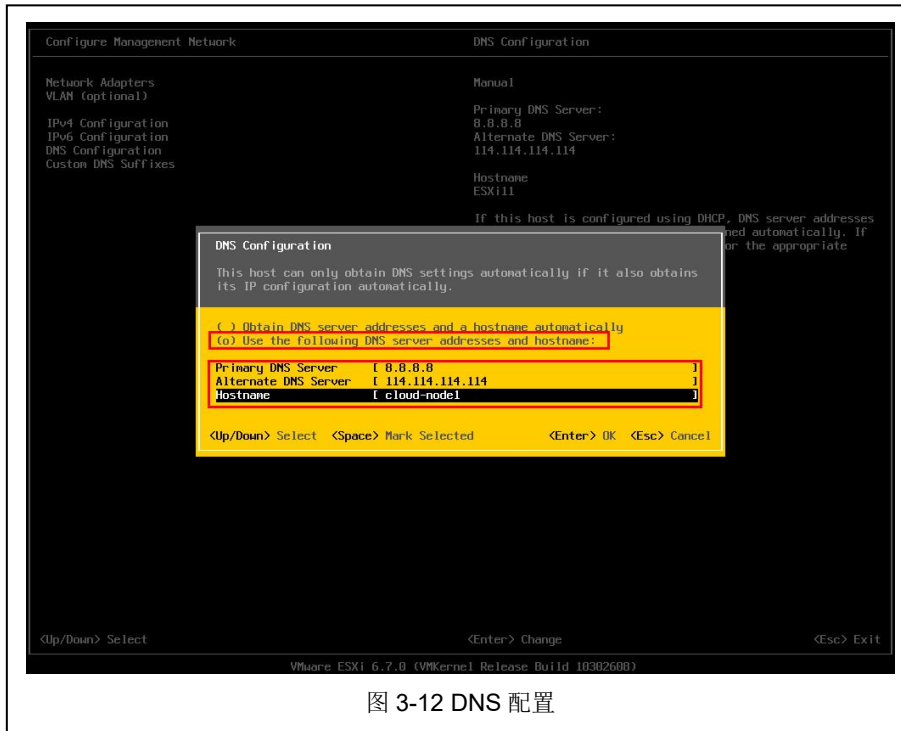 Configure Management Network
DNS Configuration
Network Adapters
VLAN (optional)
IPv4 Configuration
IPv6 Configuration
DNS Configuration
Custom DNS Suffixes
Manual
Primary DNS Server:
8.8.8.8
Alternate DNS Server:
114.114.114.114
Hostname
ESXi11
If this host is configured using DHCP, DNS server addresses
ned automatically. If
or the appropriate
DNS Configuration
This host can only obtain DNS settings automatically if it also obtains
its IP configuration automatically.
( ) Obtain DNS server addresses and a hostname automatically
(o) Use the following DNS server addresses and hostname:
Primary DNS Server [ 8.8.8.8 ]
Alternate DNS Server [ 114.114.114.114 ]
Hostname [ cloud-node1 ]
<Up/Down> Select <Space> Mark Selected <Enter> OK <Esc> Cancel
<Up/Down> Select <Enter> Change <Esc> Exit
VMware ESXi 6.7.0 (VMKernel Release Build 10302608)
图 3-12 DNS 配置